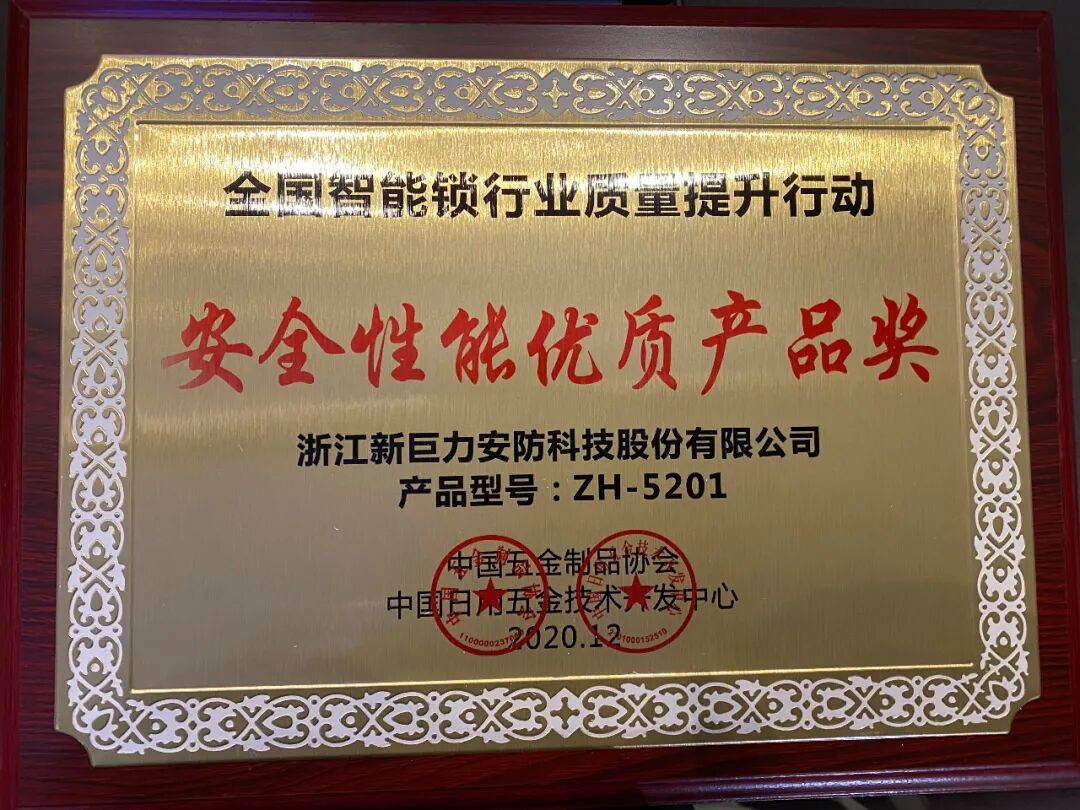 全国智能锁行业质量提升行动
安全性能优质产品奖
浙江新巨力安防科技股份有限公司
产品型号：ZH-5201
中国五金制品协会
中国日用五金技术开发中心
2020.12